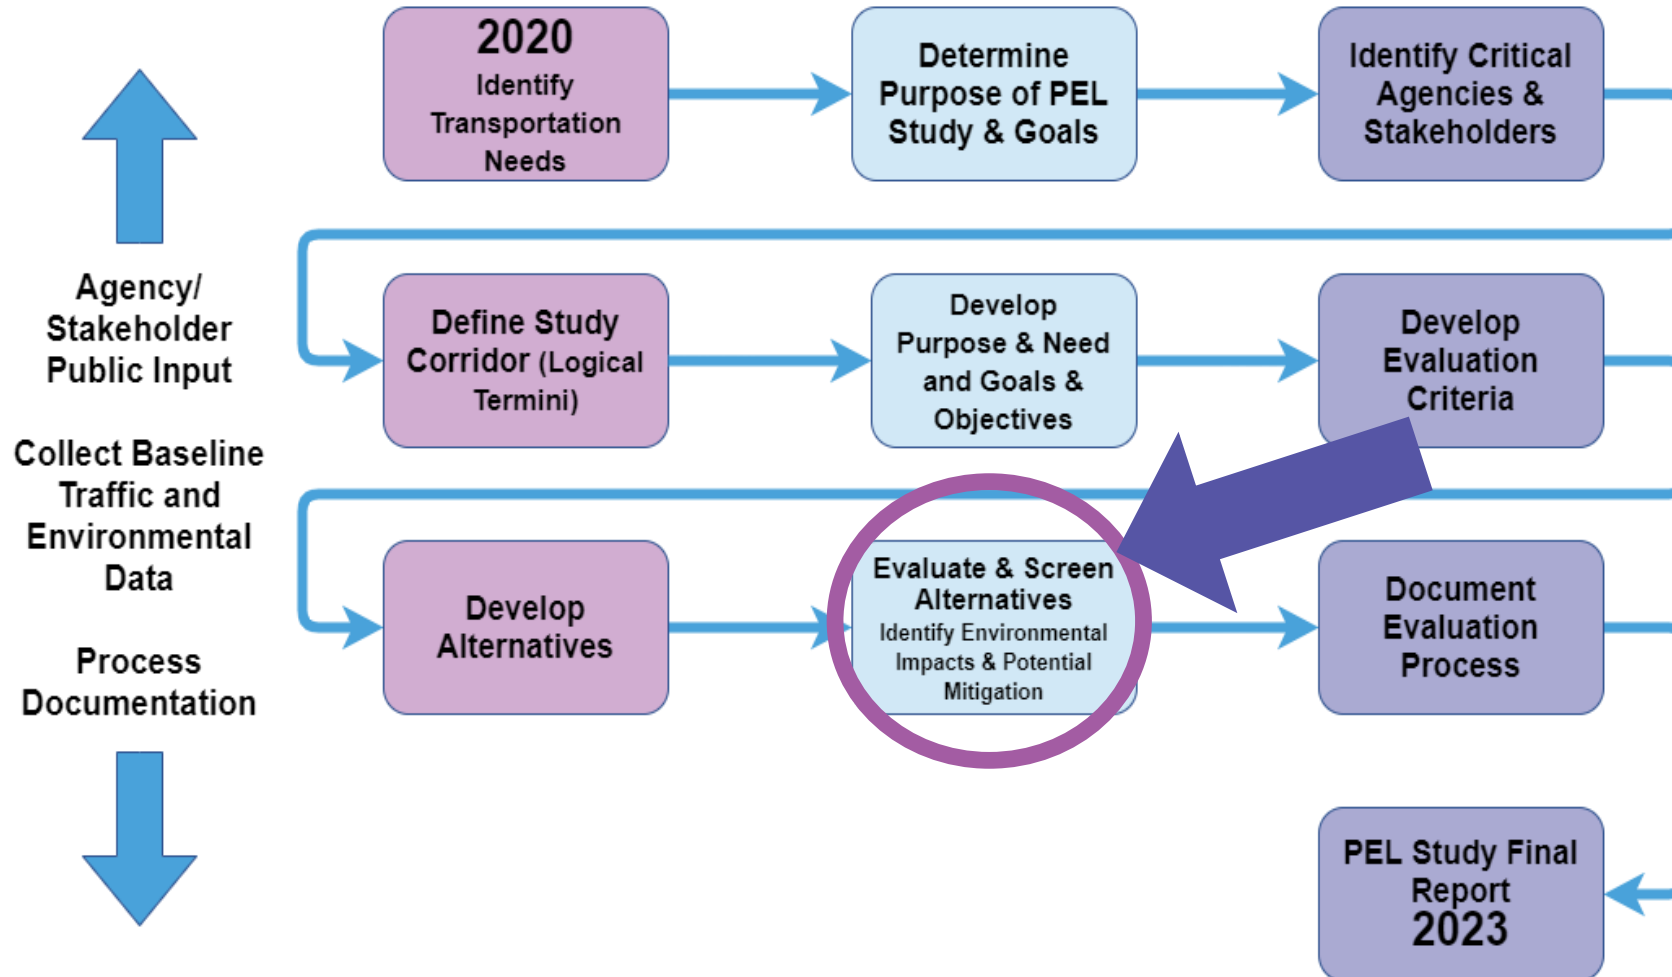 2020
Identify
Transportation
Needs
Determine
Purpose of PEL
Study & Goals
Identify Critical
Agencies &
Stakeholders
Agency/
Stakeholder
Public Input
Collect Baseline
Traffic and
Environmental
Data
Process
Documentation
Define Study
Corridor (Logical
Termini)
Develop
Purpose & Need
and Goals &
Objectives
Develop
Evaluation
Criteria
Develop
Alternatives
Evaluate & Screen
Alternatives
Identify Environmental
Impacts & Potential
Mitigation
Document
Evaluation
Process
PEL Study Final
Report
2023